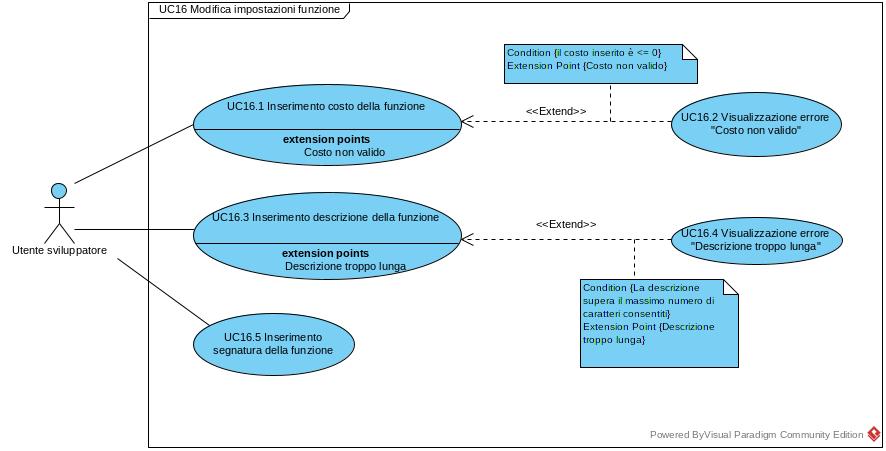 UC16 Modifica impostazioni funzione
Condition {il costo inserito è <= 0}
Extension Point {Costo non valido}
UC16.1 Inserimento costo della funzione
extension points
Costo non valido
<<Extend>>
UC16.2 Visualizzazione errore
"Costo non valido"
Utente sviluppatore
UC16.3 Inserimento descrizione della funzione
extension points
Descrizione troppo lunga
<<Extend>>
UC16.4 Visualizzazione errore
"Descrizione troppo lunga"
Condition {La descrizione
supera il massimo numero di
caratteri consentiti}
Extension Point {Descrizione
troppo lunga}
UC16.5 Inserimento
segnatura della funzione
Powered ByVisual Paradigm Community Edition